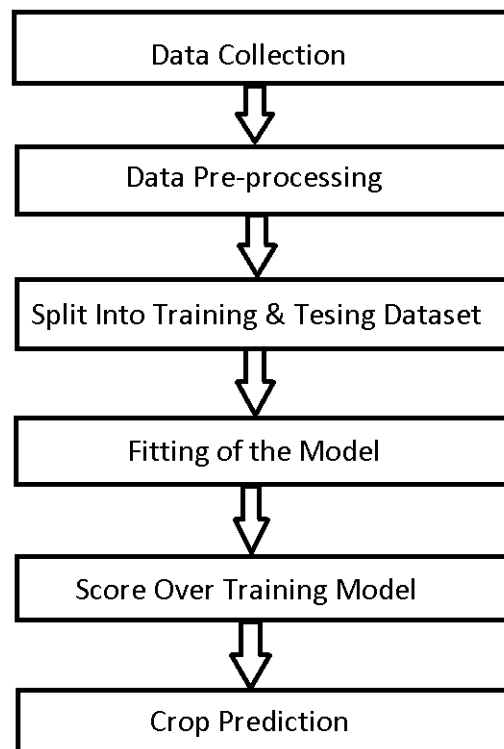 Data Collection
Data Pre-processing
Split Into Training & Tesing Dataset
Fitting of the Model
Score Over Training Model
Crop Prediction